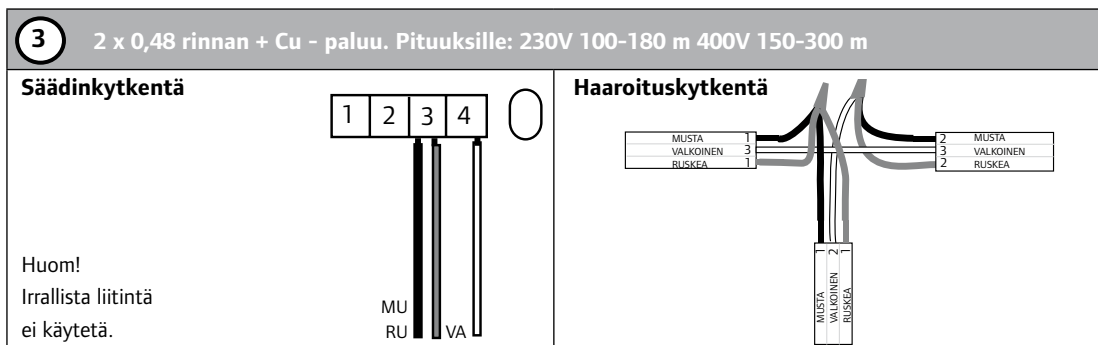 3 2 x 0,48 rinnan + Cu - paluu. Pituuksille: 230V 100-180 m 400V 150-300 m
Säädinkytkentä
1 2 3 4
Huom!
Irrallista liitintä
ei käytetä.
MU
RU VA
Haaroituskytkentä
MUSTA 1
VALKOINEN 3
RUSKEA 1
2 MUSTA
3 VALKOINEN
2 RUSKEA
MUSTA 1
VALKOINEN 2
RUSKEA 1